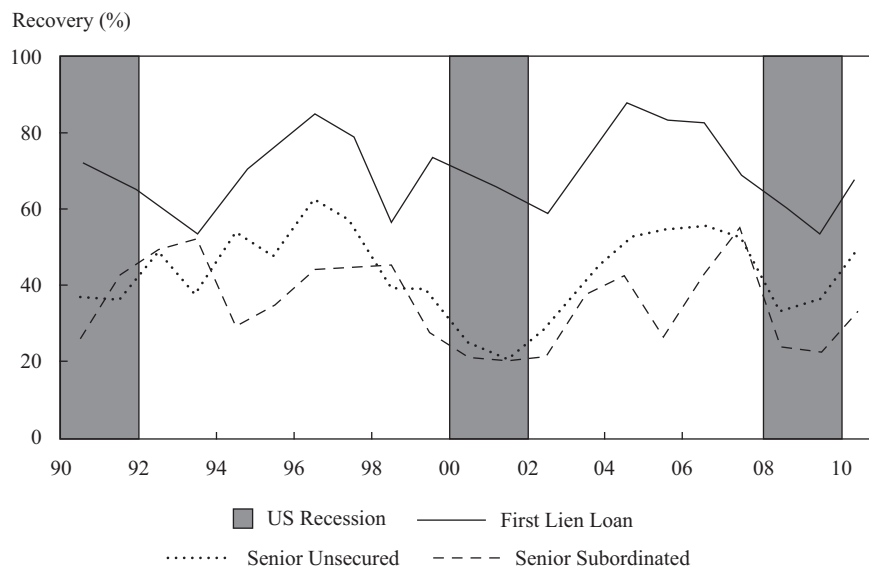 Recovery (%)
100
80
60
40
20
0
90 92 94 96 98 00 02 04 06 08 10
US Recession First Lien Loan
Senior Unsecured Senior Subordinated